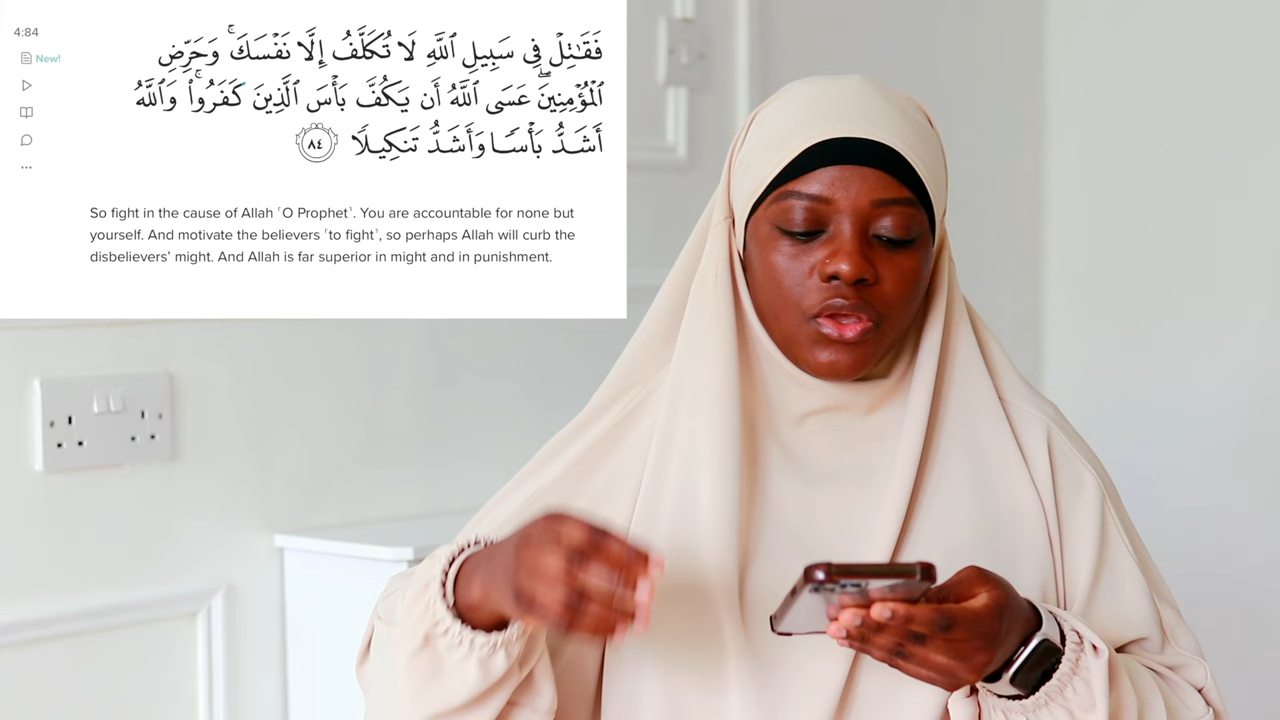 4:84
New!
فَقَـٰتِلْ فِى سَبِيلِ ٱللَّهِ لَا تُكَلَّفُ إِلَّا نَفْسَكَ ۚ وَحَرِّضِ
ٱلْمُؤْمِنِينَ ۖ عَسَى ٱللَّهُ أَن يَكُفَّ بَأْسَ ٱلَّذِينَ كَفَرُوا۟ ۚ وَٱللَّهُ
أَشَدُّ بَأْسًا وَأَشَدُّ تَنكِيلًا ٨٤
So fight in the cause of Allah ˹O Prophet˺. You are accountable for none but
yourself. And motivate the believers ˹to fight˺, so perhaps Allah will curb the
disbelievers’ might. And Allah is far superior in might and in punishment.